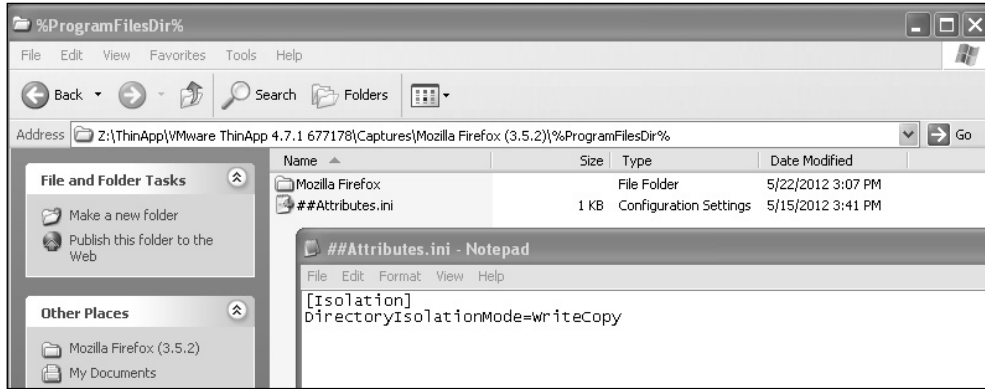 %ProgramFilesDir%
File Edit View Favorites Tools Help
Back Search Folders
Address Z:\ThinApp\VMware ThinApp 4.7.1 677178\Captures\Mozilla Firefox (3.5.2)\%ProgramFilesDir% Go
Name Size Type Date Modified
File and Folder Tasks
Mozilla Firefox File Folder 5/22/2012 3:07 PM
##Attributes.ini 1 KB Configuration Settings 5/15/2012 3:41 PM
Make a new folder
Publish this folder to the
Web
##Attributes.ini - Notepad
File Edit Format View Help
[Isolation]
DirectoryIsolationMode=WriteCopy
Other Places
Mozilla Firefox (3.5.2)
My Documents